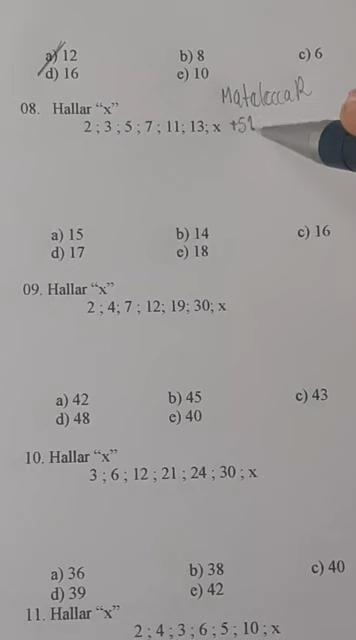 a) 12 b) 8 c) 6
d) 16 e) 10
MateleccaR
08. Hallar “x”
2 ; 3 ; 5 ; 7 ; 11; 13; x +51
a) 15 b) 14 c) 16
d) 17 e) 18
09. Hallar “x”
2 ; 4; 7 ; 12; 19; 30; x
a) 42 b) 45 c) 43
d) 48 e) 40
10. Hallar “x”
3 ; 6 ; 12 ; 21 ; 24 ; 30 ; x
a) 36 b) 38 c) 40
d) 39 e) 42
11. Hallar “x”
2 ; 4 ; 3 ; 6 ; 5 ; 10 ; x